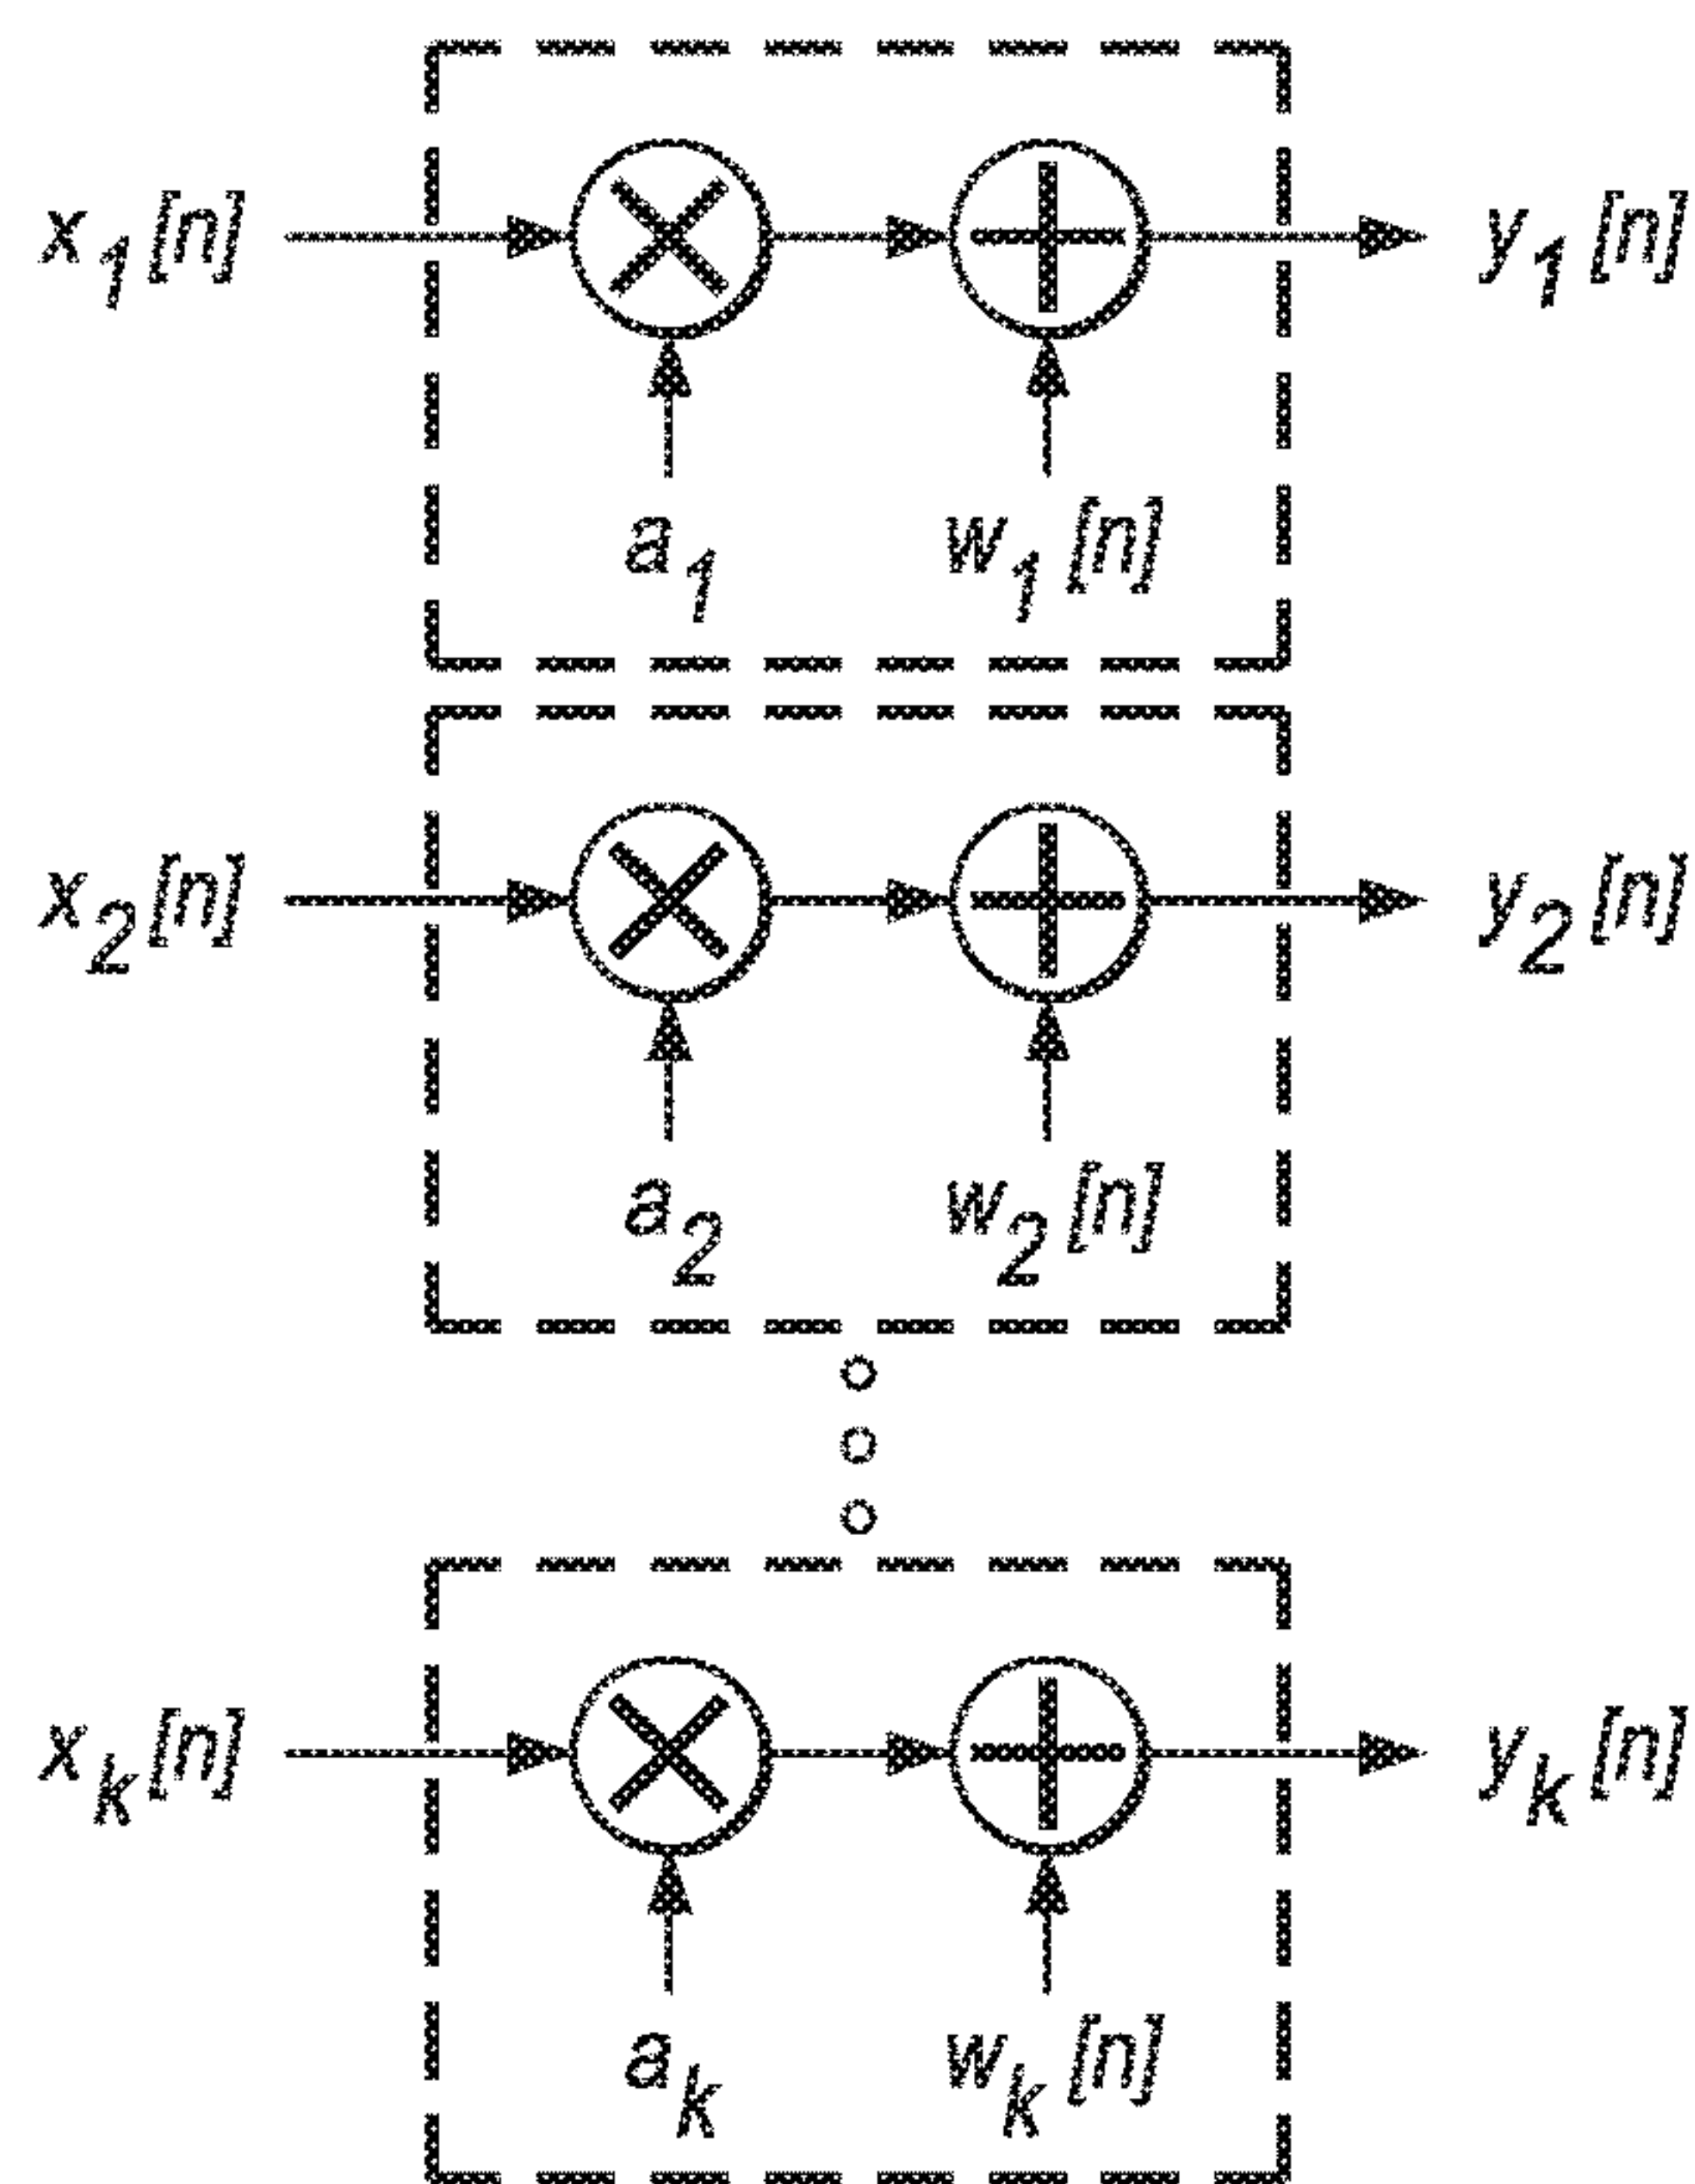 x₁[n] y₁[n]
a₁ w₁[n]
x₂[n] y₂[n]
a₂ w₂[n]
xₖ[n] yₖ[n]
aₖ wₖ[n]